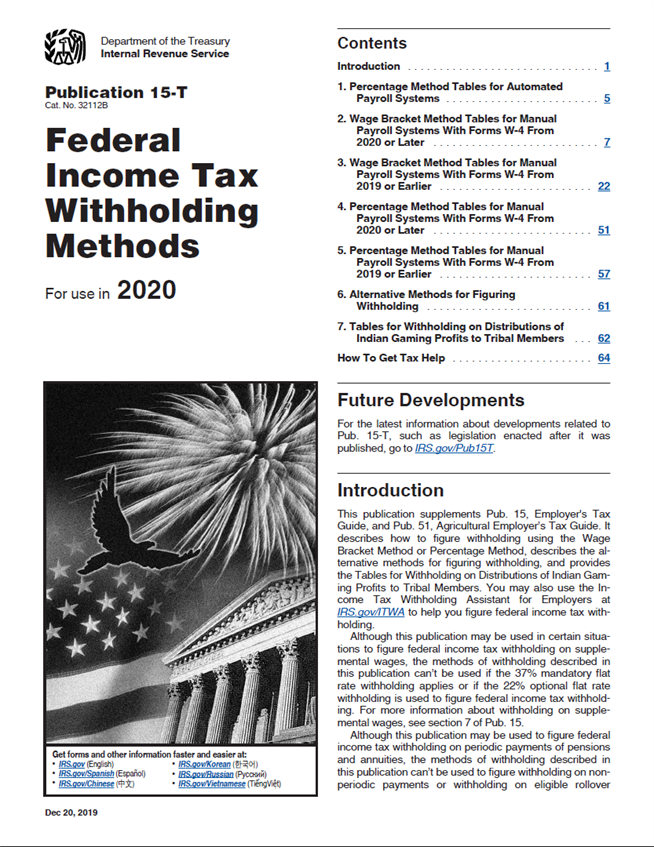 Department of the Treasury
Internal Revenue Service
Publication 15-T
Cat. No. 32112B
Federal
Income Tax
Withholding
Methods
For use in 2020
Get forms and other information faster and easier at:
• IRS.gov (English)
• IRS.gov/Spanish (Español)
• IRS.gov/Chinese (中文)
• IRS.gov/Korean (한국어)
• IRS.gov/Russian (Pусский)
• IRS.gov/Vietnamese (TiếngViệt)
Dec 20, 2019
Contents
Introduction . . . . . . . . . . . . . . . . . . . . . . . . . . . . 1
1. Percentage Method Tables for Automated
Payroll Systems . . . . . . . . . . . . . . . . . . . . . . 5
2. Wage Bracket Method Tables for Manual
Payroll Systems With Forms W-4 From
2020 or Later . . . . . . . . . . . . . . . . . . . . . . . . 7
3. Wage Bracket Method Tables for Manual
Payroll Systems With Forms W-4 From
2019 or Earlier . . . . . . . . . . . . . . . . . . . . . . 22
4. Percentage Method Tables for Manual
Payroll Systems With Forms W-4 From
2020 or Later . . . . . . . . . . . . . . . . . . . . . . . 51
5. Percentage Method Tables for Manual
Payroll Systems With Forms W-4 From
2019 or Earlier . . . . . . . . . . . . . . . . . . . . . . 57
6. Alternative Methods for Figuring
Withholding . . . . . . . . . . . . . . . . . . . . . . . . 61
7. Tables for Withholding on Distributions of
Indian Gaming Profits to Tribal Members . . . 62
How To Get Tax Help . . . . . . . . . . . . . . . . . . . . . 64
Future Developments
For the latest information about developments related to
Pub. 15-T, such as legislation enacted after it was
published, go to IRS.gov/Pub15T.
Introduction
This publication supplements Pub. 15, Employer's Tax
Guide, and Pub. 51, Agricultural Employer's Tax Guide. It
describes how to figure withholding using the Wage
Bracket Method or Percentage Method, describes the al-
ternative methods for figuring withholding, and provides
the Tables for Withholding on Distributions of Indian Gam-
ing Profits to Tribal Members. You may also use the In-
come Tax Withholding Assistant for Employers at
IRS.gov/ITWA to help you figure federal income tax with-
holding.
Although this publication may be used in certain situa-
tions to figure federal income tax withholding on supple-
mental wages, the methods of withholding described in
this publication can't be used if the 37% mandatory flat
rate withholding applies or if the 22% optional flat rate
withholding is used to figure federal income tax withhold-
ing. For more information about withholding on supple-
mental wages, see section 7 of Pub. 15.
Although this publication may be used to figure federal
income tax withholding on periodic payments of pensions
and annuities, the methods of withholding described in
this publication can't be used to figure withholding on non-
periodic payments or withholding on eligible rollover